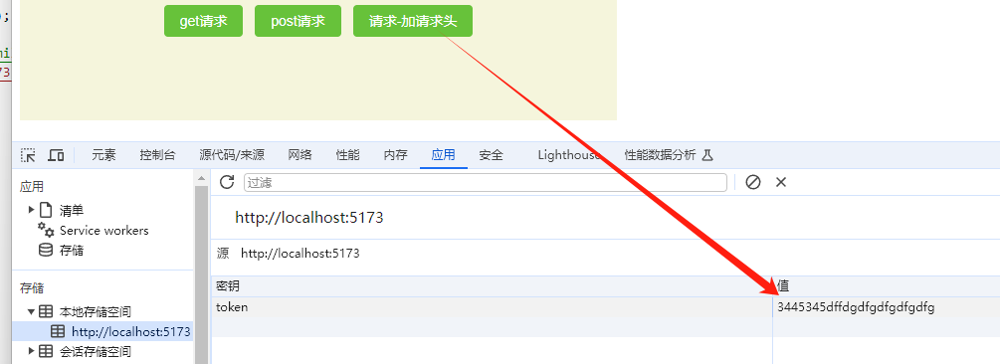 );
get请求 post请求 请求-加请求头
ni
73
元素 控制台 源代码/来源 网络 性能 内存 应用 安全 Lighthouse 性能数据分析
应用
过滤
清单
http://localhost:5173
Service workers
存储
源 http://localhost:5173
存储
密钥 值
本地存储空间
token 3445345dffdgdfgdfgdfgdfg
http://localhost:5173
会话存储空间